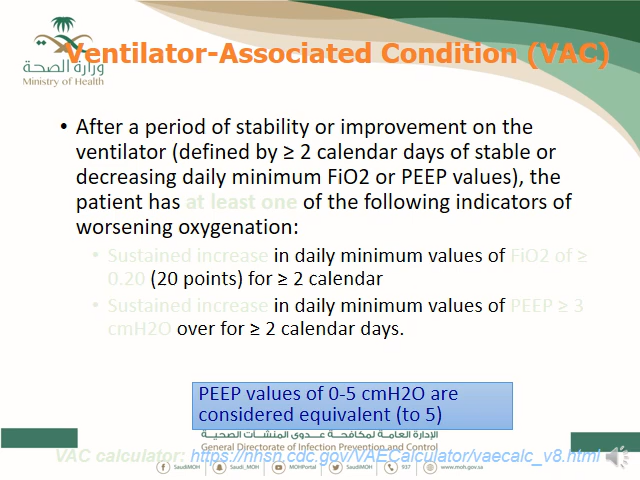 Ventilator-Associated Condition (VAC)
وزارة الصحة
Ministry of Health
• After a period of stability or improvement on the
ventilator (defined by ≥ 2 calendar days of stable or
decreasing daily minimum FiO2 or PEEP values), the
patient has at least one of the following indicators of
worsening oxygenation:
• Sustained increase in daily minimum values of FiO2 of ≥
0.20 (20 points) for ≥ 2 calendar
• Sustained increase in daily minimum values of PEEP ≥ 3
cmH2O over for ≥ 2 calendar days.
PEEP values of 0-5 cmH2O are
considered equivalent (to 5)
الإدارة العامة لمكافحة عدوى المنشآت الصحية
General Directorate of Infection Prevention and Control
VAC calculator: https://nhsn.cdc.gov/VAECalculator/vaecalc_v8.html
SaudiMOH Saudi_MOH MOHPortal SaudiMOH 937 www.moh.gov.sa